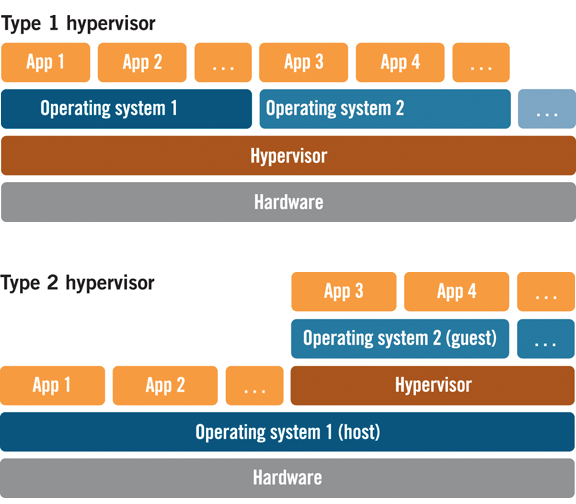 Type 1 hypervisor
App 1 App 2 ... App 3 App 4 ...
Operating system 1 Operating system 2 ...
Hypervisor
Hardware
Type 2 hypervisor
App 3 App 4 ...
Operating system 2 (guest) ...
App 1 App 2 ... Hypervisor
Operating system 1 (host)
Hardware